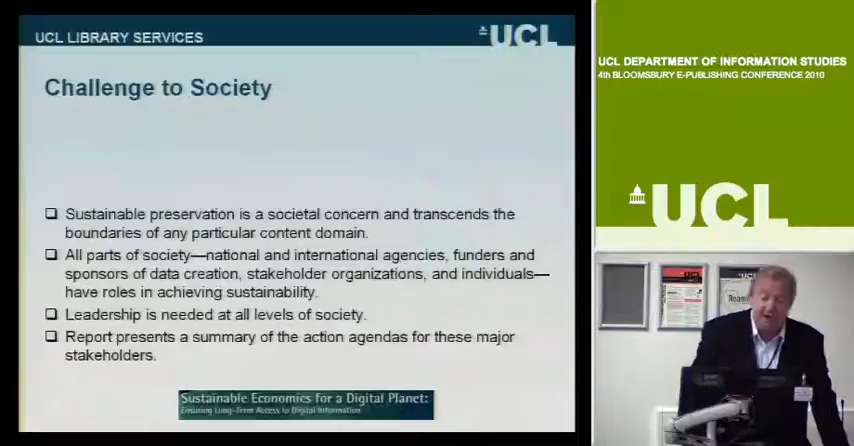 UCL LIBRARY SERVICES
UCL
Challenge to Society
❑ Sustainable preservation is a societal concern and transcends the
boundaries of any particular content domain.
❑ All parts of society—national and international agencies, funders and
sponsors of data creation, stakeholder organizations, and individuals—
have roles in achieving sustainability.
❑ Leadership is needed at all levels of society.
❑ Report presents a summary of the action agendas for these major
stakeholders.
Sustainable Economics for a Digital Planet:
Ensuring Long-Term Access to Digital Information
UCL DEPARTMENT OF INFORMATION STUDIES
4th BLOOMSBURY E-PUBLISHING CONFERENCE 2010
UCL